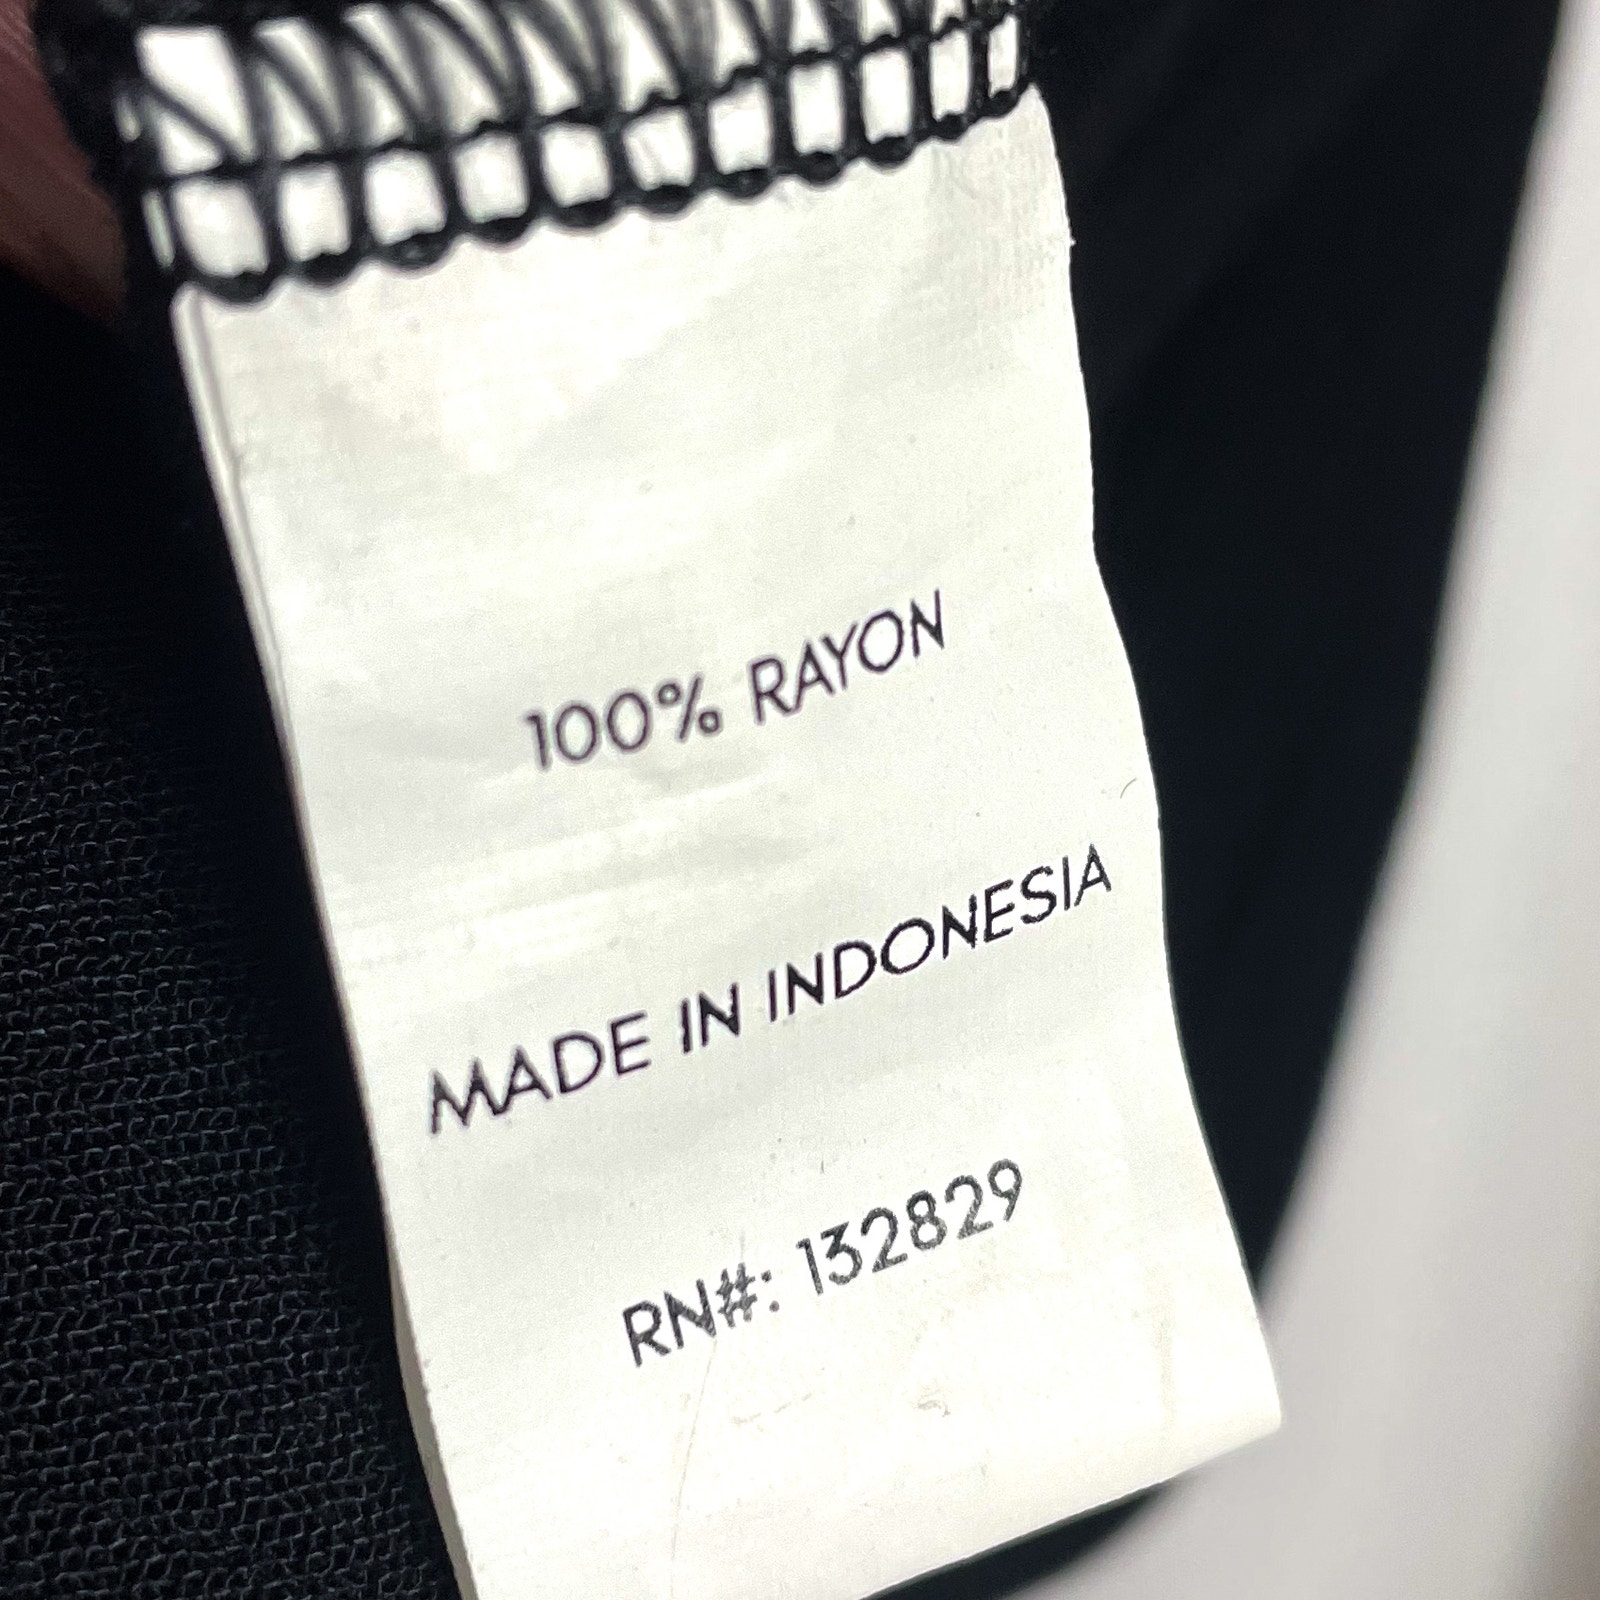 100% RAYON
MADE IN INDONESIA
RN#: 132829